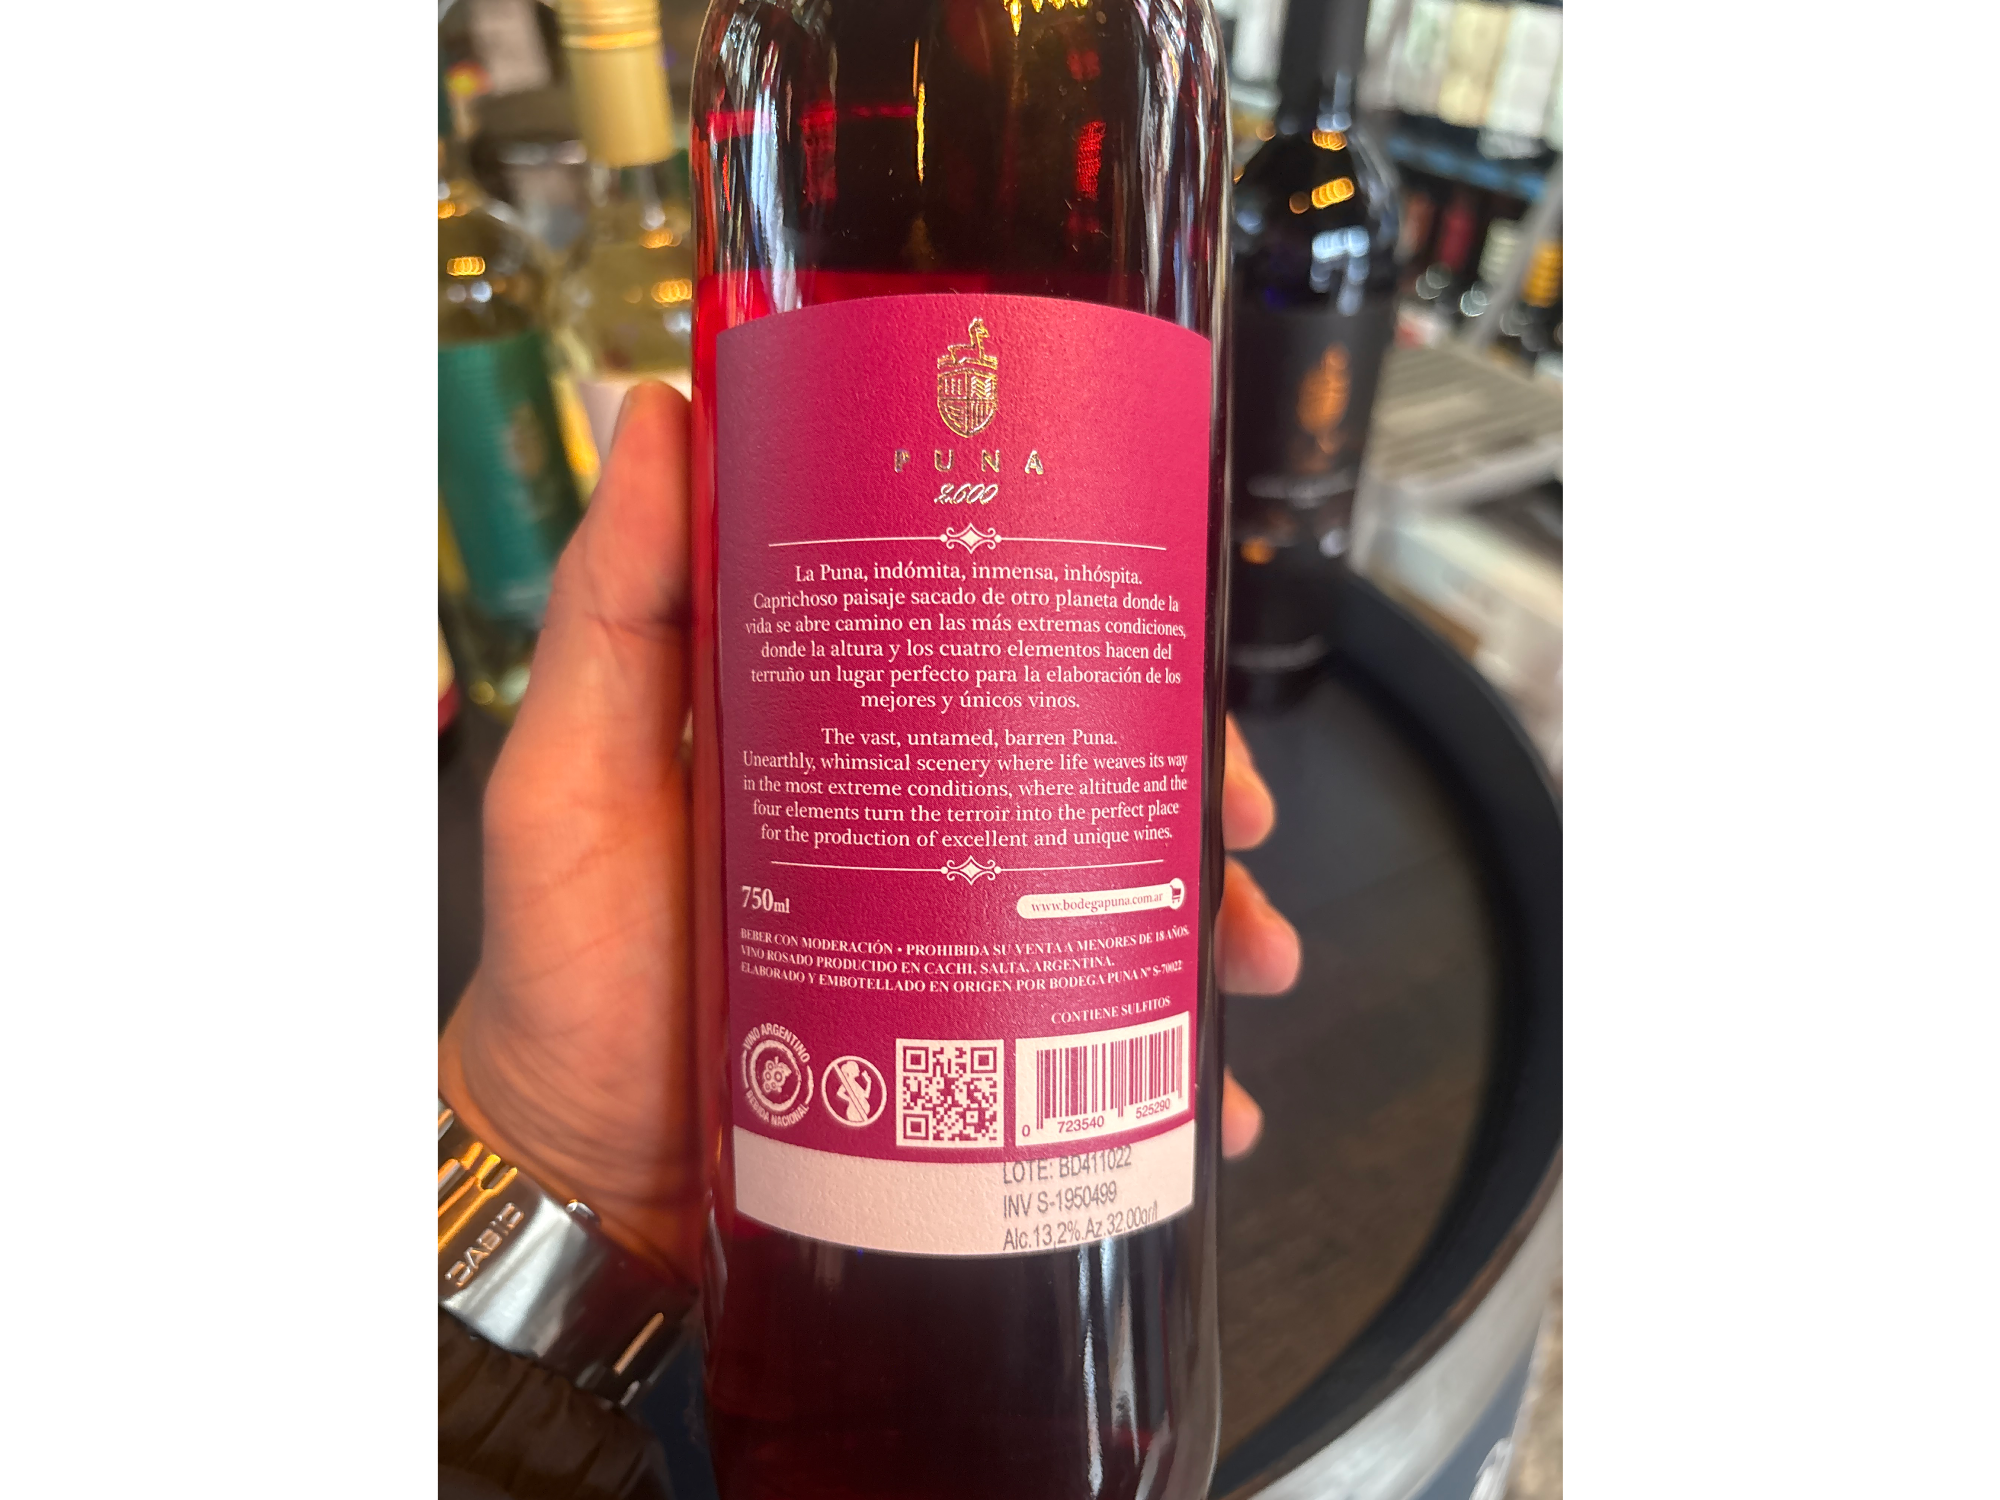 PUNA
2.600
La Puna, indómita, inmensa, inhóspita.
Caprichoso paisaje sacado de otro planeta donde la
vida se abre camino en las más extremas condiciones,
donde la altura y los cuatro elementos hacen del
terruño un lugar perfecto para la elaboración de los
mejores y únicos vinos.
The vast, untamed, barren Puna.
Unearthly, whimsical scenery where life weaves its way
in the most extreme conditions, where altitude and the
four elements turn the terroir into the perfect place
for the production of excellent and unique wines.
750ml
www.bodegapuna.com.ar
BEBER CON MODERACIÓN • PROHIBIDA SU VENTA A MENORES DE 18 AÑOS.
VINO ROSADO PRODUCIDO EN CACHI, SALTA, ARGENTINA.
ELABORADO Y EMBOTELLADO EN ORIGEN POR BODEGA PUNA N° S-70022
CONTIENE SULFITOS
VINO ARGENTINO
BEBIDA NACIONAL
0 723540 525290
LOTE: BD411022
INV S-1950499
Alc.13,2%.Az.32,00gr/l